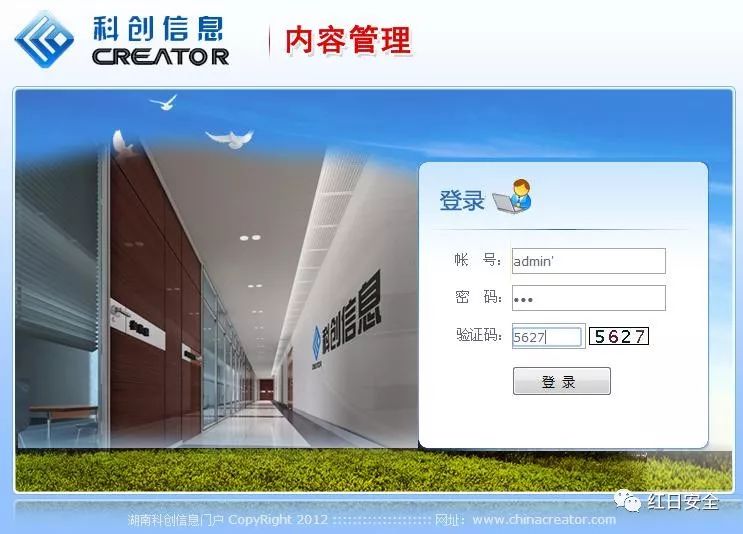 科创信息
CREATOR
内容管理
登录
帐 号: admin'
密 码: •••
验证码: 5627 5627
登 录
科创信息
CREATOR
湖南科创信息门户 CopyRight 2012 :::::::::::::::::::::::: 网址: www.chinacreator.com
红日安全